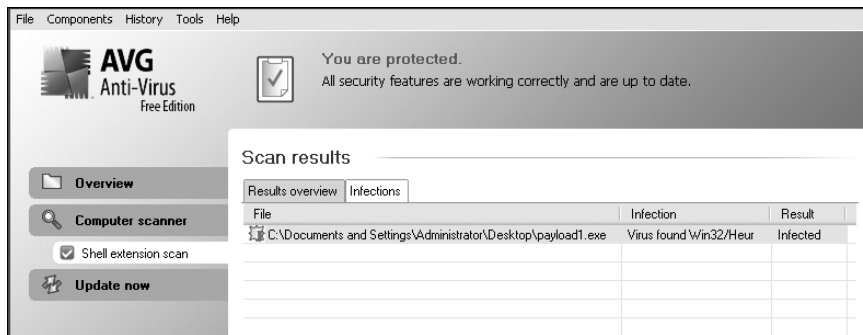 File Components History Tools Help
AVG
Anti-Virus
Free Edition
You are protected.
All security features are working correctly and are up to date.
Scan results
Overview
Computer scanner
Shell extension scan
Update now
Results overview Infections
File Infection Result
C:\Documents and Settings\Administrator\Desktop\payload1.exe Virus found Win32/Heur Infected